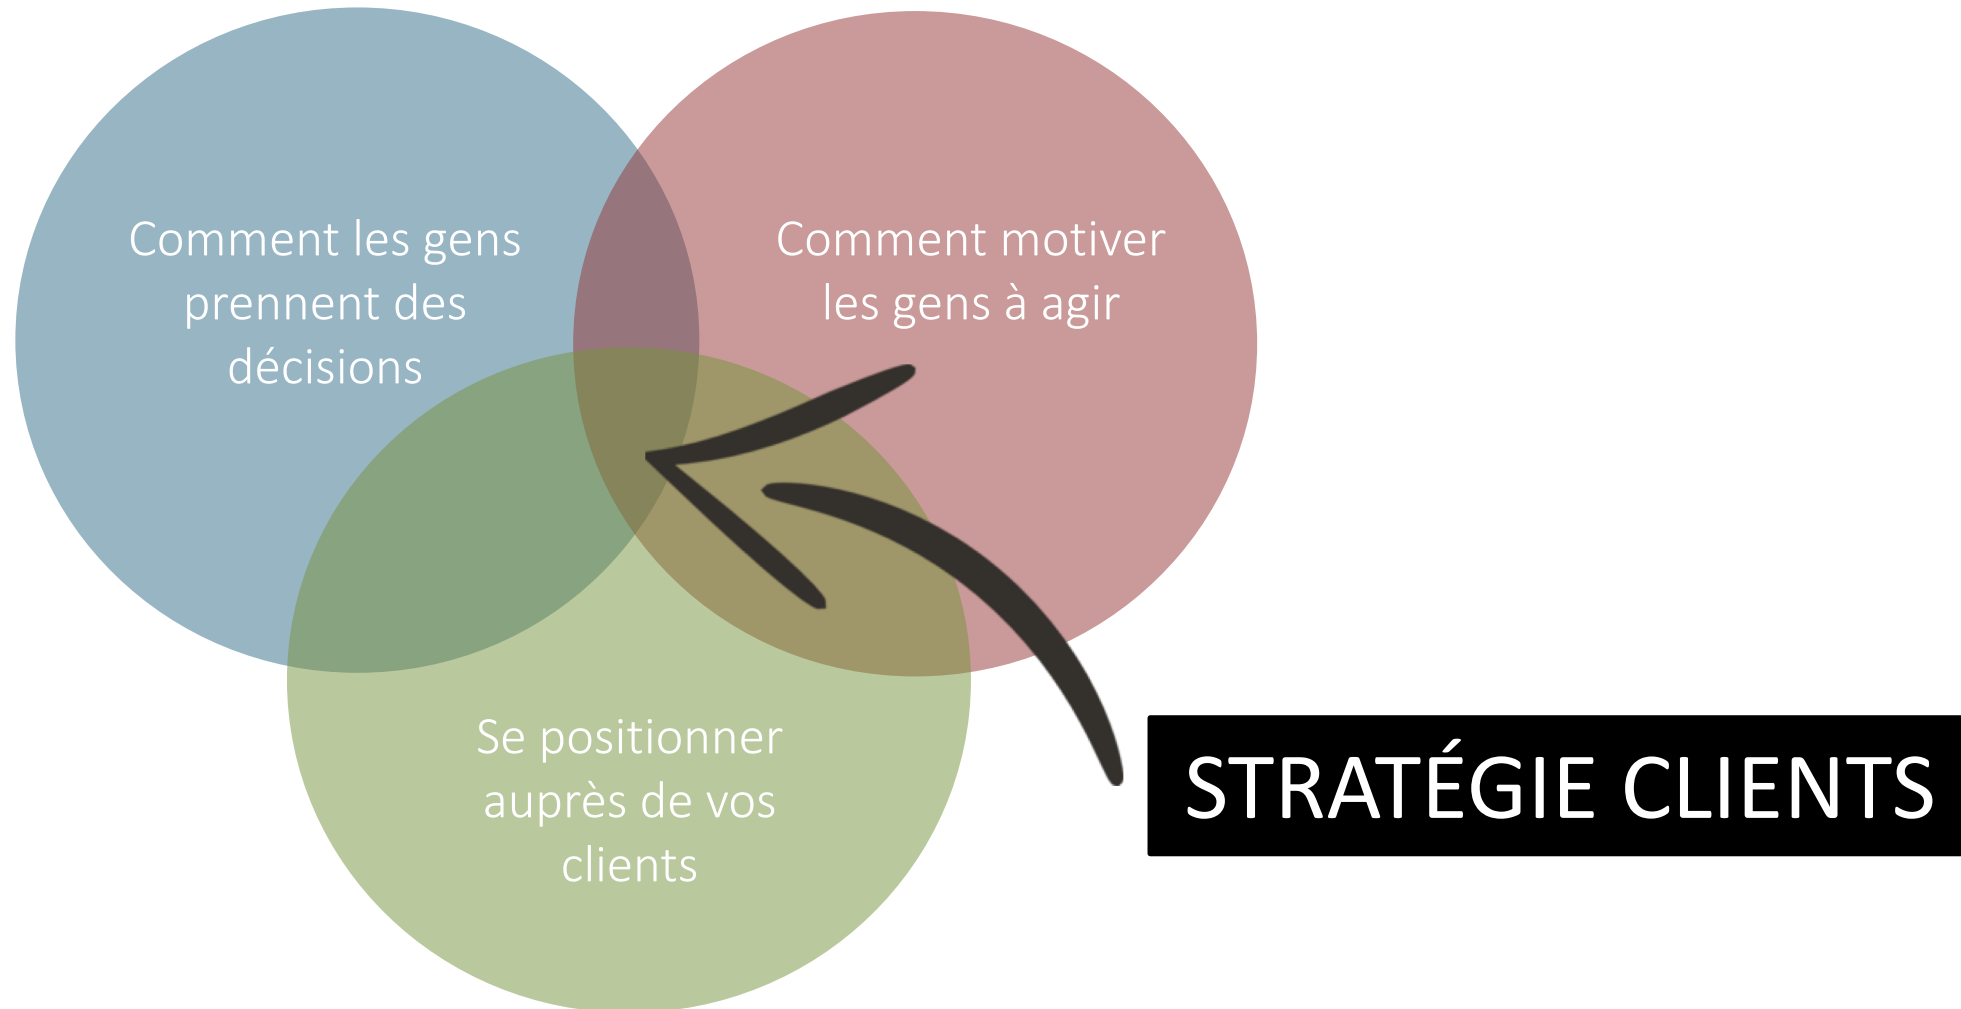 Comment les gens
prennent des
décisions
Comment motiver
les gens à agir
Se positionner
auprès de vos
clients
STRATÉGIE CLIENTS